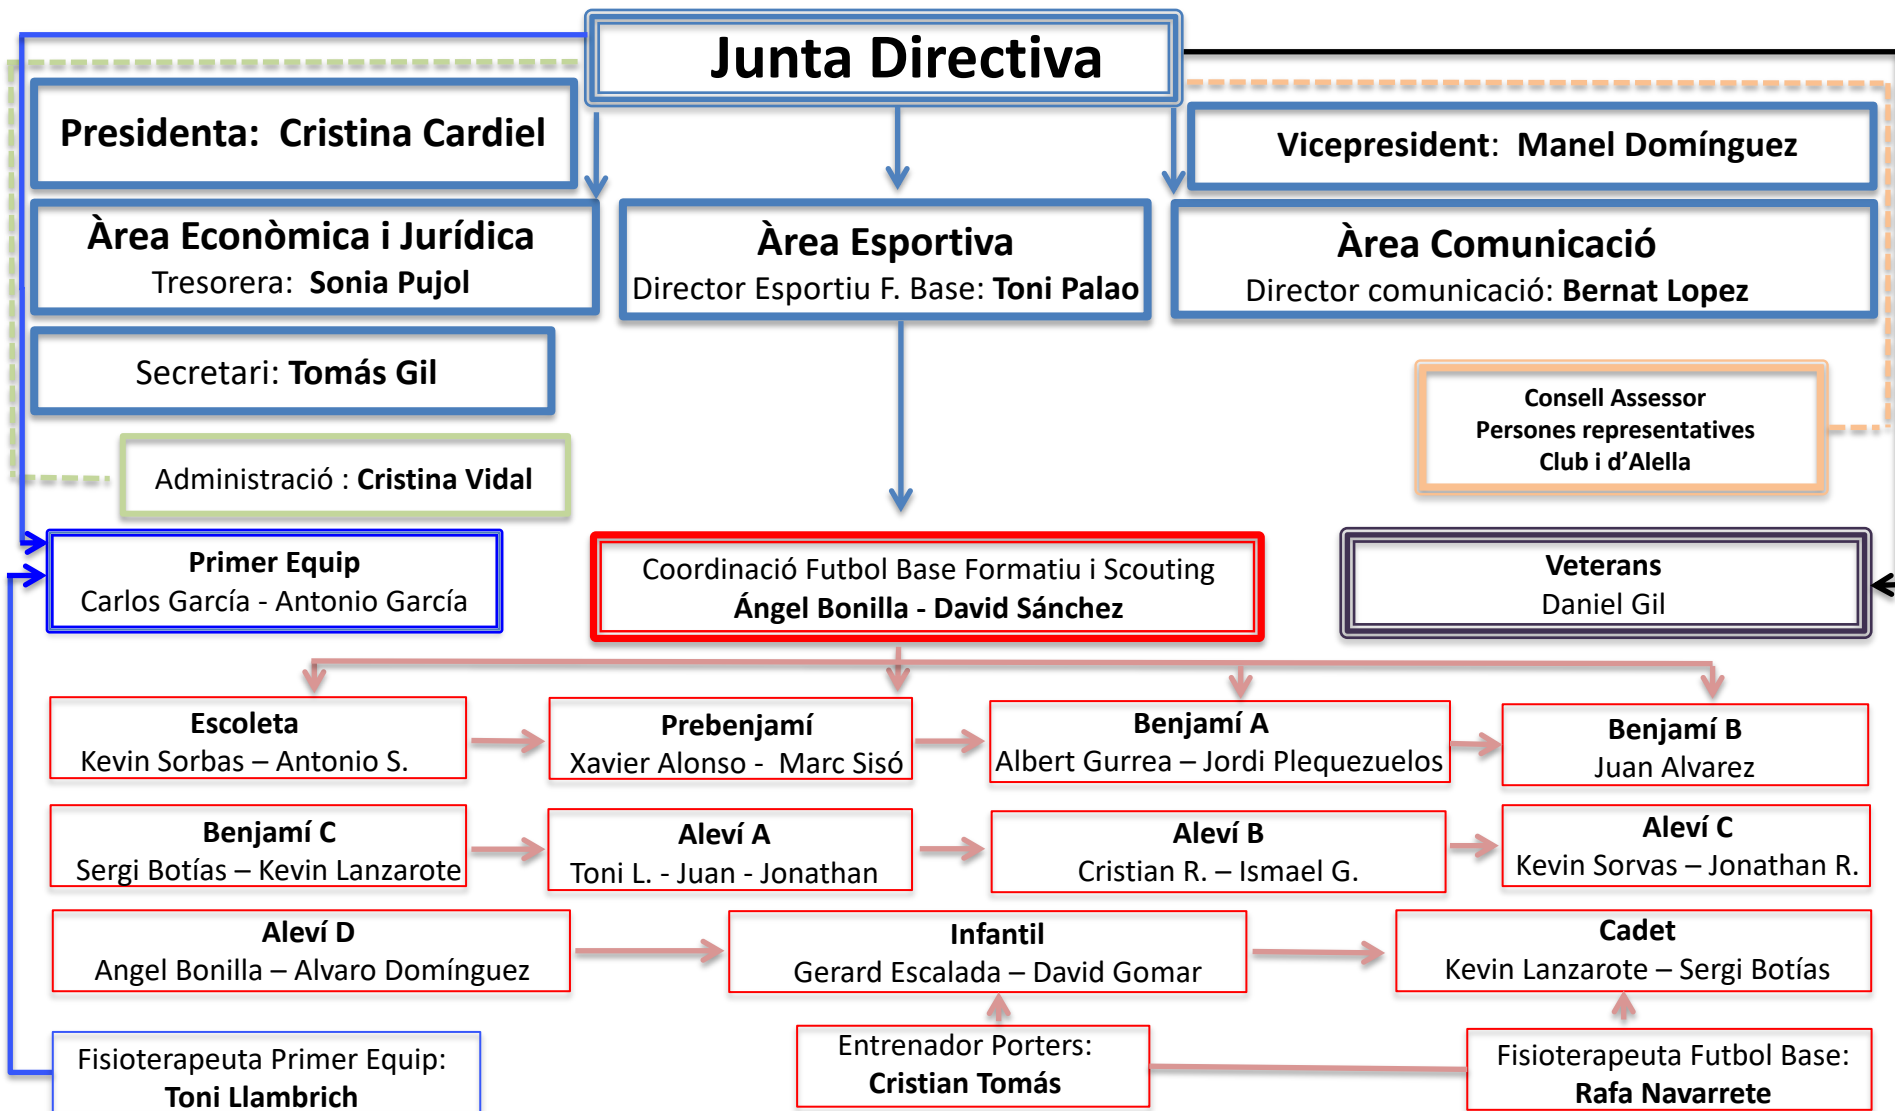 Junta Directiva
Presidenta:  Cristina Cardiel
Vicepresident:  Manel Domínguez
Àrea Econòmica i Jurídica
Tresorera:  Sonia Pujol
Àrea Esportiva
Director Esportiu F. Base: Toni Palao
Àrea Comunicació
Director comunicació: Bernat Lopez
Secretari: Tomás Gil
Consell Assessor
Persones representatives
Club i d’Alella
Administració : Cristina Vidal
Primer Equip
Carlos García - Antonio García
Coordinació Futbol Base Formatiu i Scouting
Ángel Bonilla - David Sánchez
Veterans
Daniel Gil
Escoleta
Kevin Sorbas – Antonio S.
Prebenjamí
Xavier Alonso -  Marc Sisó
Benjamí A
Albert Gurrea – Jordi Plequezuelos
Benjamí B
Juan Alvarez
Benjamí C
Sergi Botías – Kevin Lanzarote
Aleví A
Toni L. - Juan - Jonathan
Aleví B
Cristian R. – Ismael G.
Aleví C
Kevin Sorvas – Jonathan R.
Aleví D
Angel Bonilla – Alvaro Domínguez
Infantil
Gerard Escalada – David Gomar
Cadet
Kevin Lanzarote – Sergi Botías
Fisioterapeuta Primer Equip:
Toni Llambrich
Entrenador Porters:
Cristian Tomás
Fisioterapeuta Futbol Base:
Rafa Navarrete